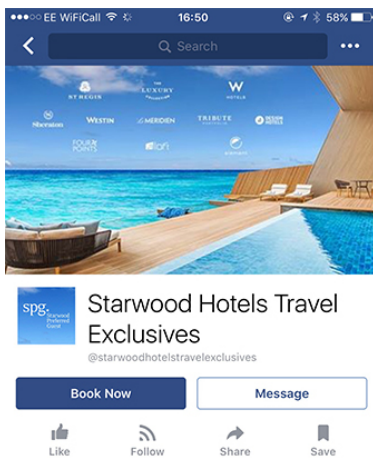 EE WiFiCall 16:50 58%
Search
ST REGIS
THE
LUXURY
COLLECTION
W
HOTELS
Sheraton
WESTIN
LE MERIDIEN
TRIBUTE
PORTFOLIO
DESIGN
HOTELS
FOUR
POINTS
aloft
spg.
Starwood
Preferred
Guest
Starwood Hotels Travel
Exclusives
@starwoodhotelstravelexclusives
Book Now Message
Like Follow Share Save